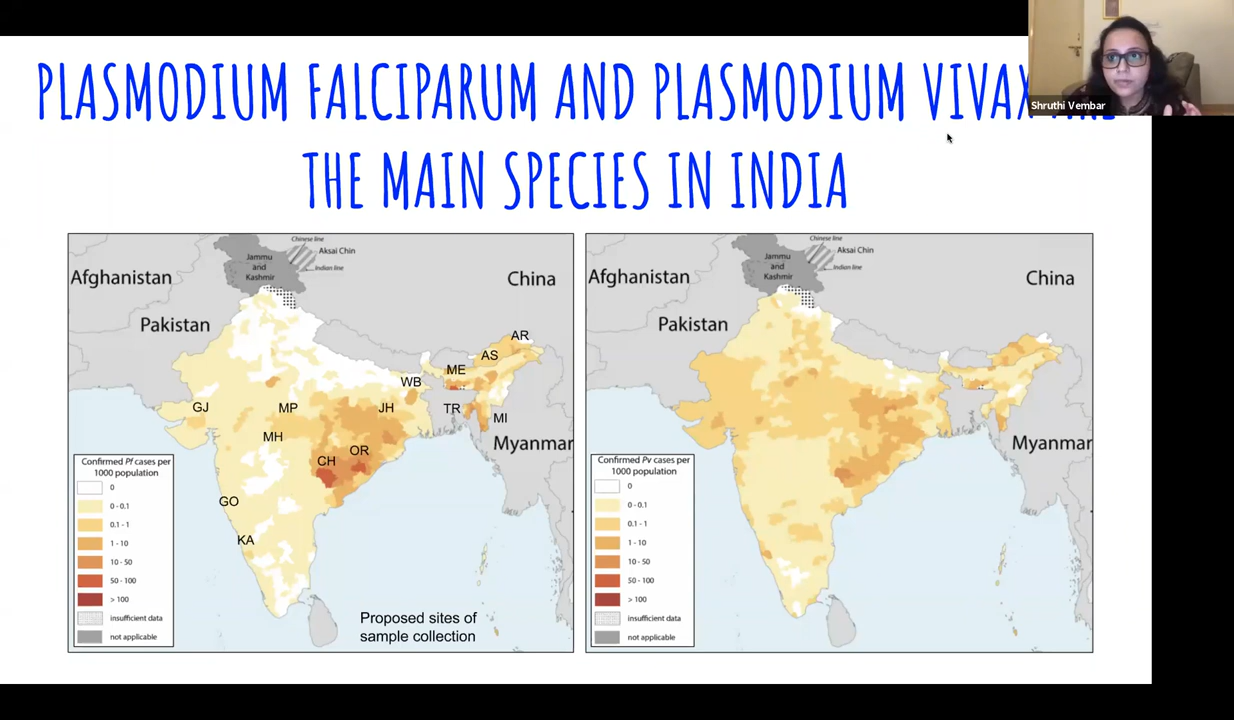 PLASMODIUM FALCIPARUM AND PLASMODIUM VIVAX
THE MAIN SPECIES IN INDIA
Shruthi Vembar
Chinese line
Aksai Chin
Jammu
and
Kashmir
Indian line
Afghanistan
China
Pakistan
AR
AS
ME
WB
GJ
MP
JH
TR
MI
MH
OR
Myanmar
CH
GO
KA
Confirmed Pf cases per
1000 population
0
0 - 0.1
0.1 - 1
1 - 10
10 - 50
50 - 100
> 100
insufficient data
not applicable
Proposed sites of
sample collection
Chinese line
Aksai Chin
Jammu
and
Kashmir
Indian line
Afghanistan
China
Pakistan
Myanmar
Confirmed Pv cases per
1000 population
0
0 - 0.1
0.1 - 1
1 - 10
10 - 50
50 - 100
> 100
insufficient data
not applicable